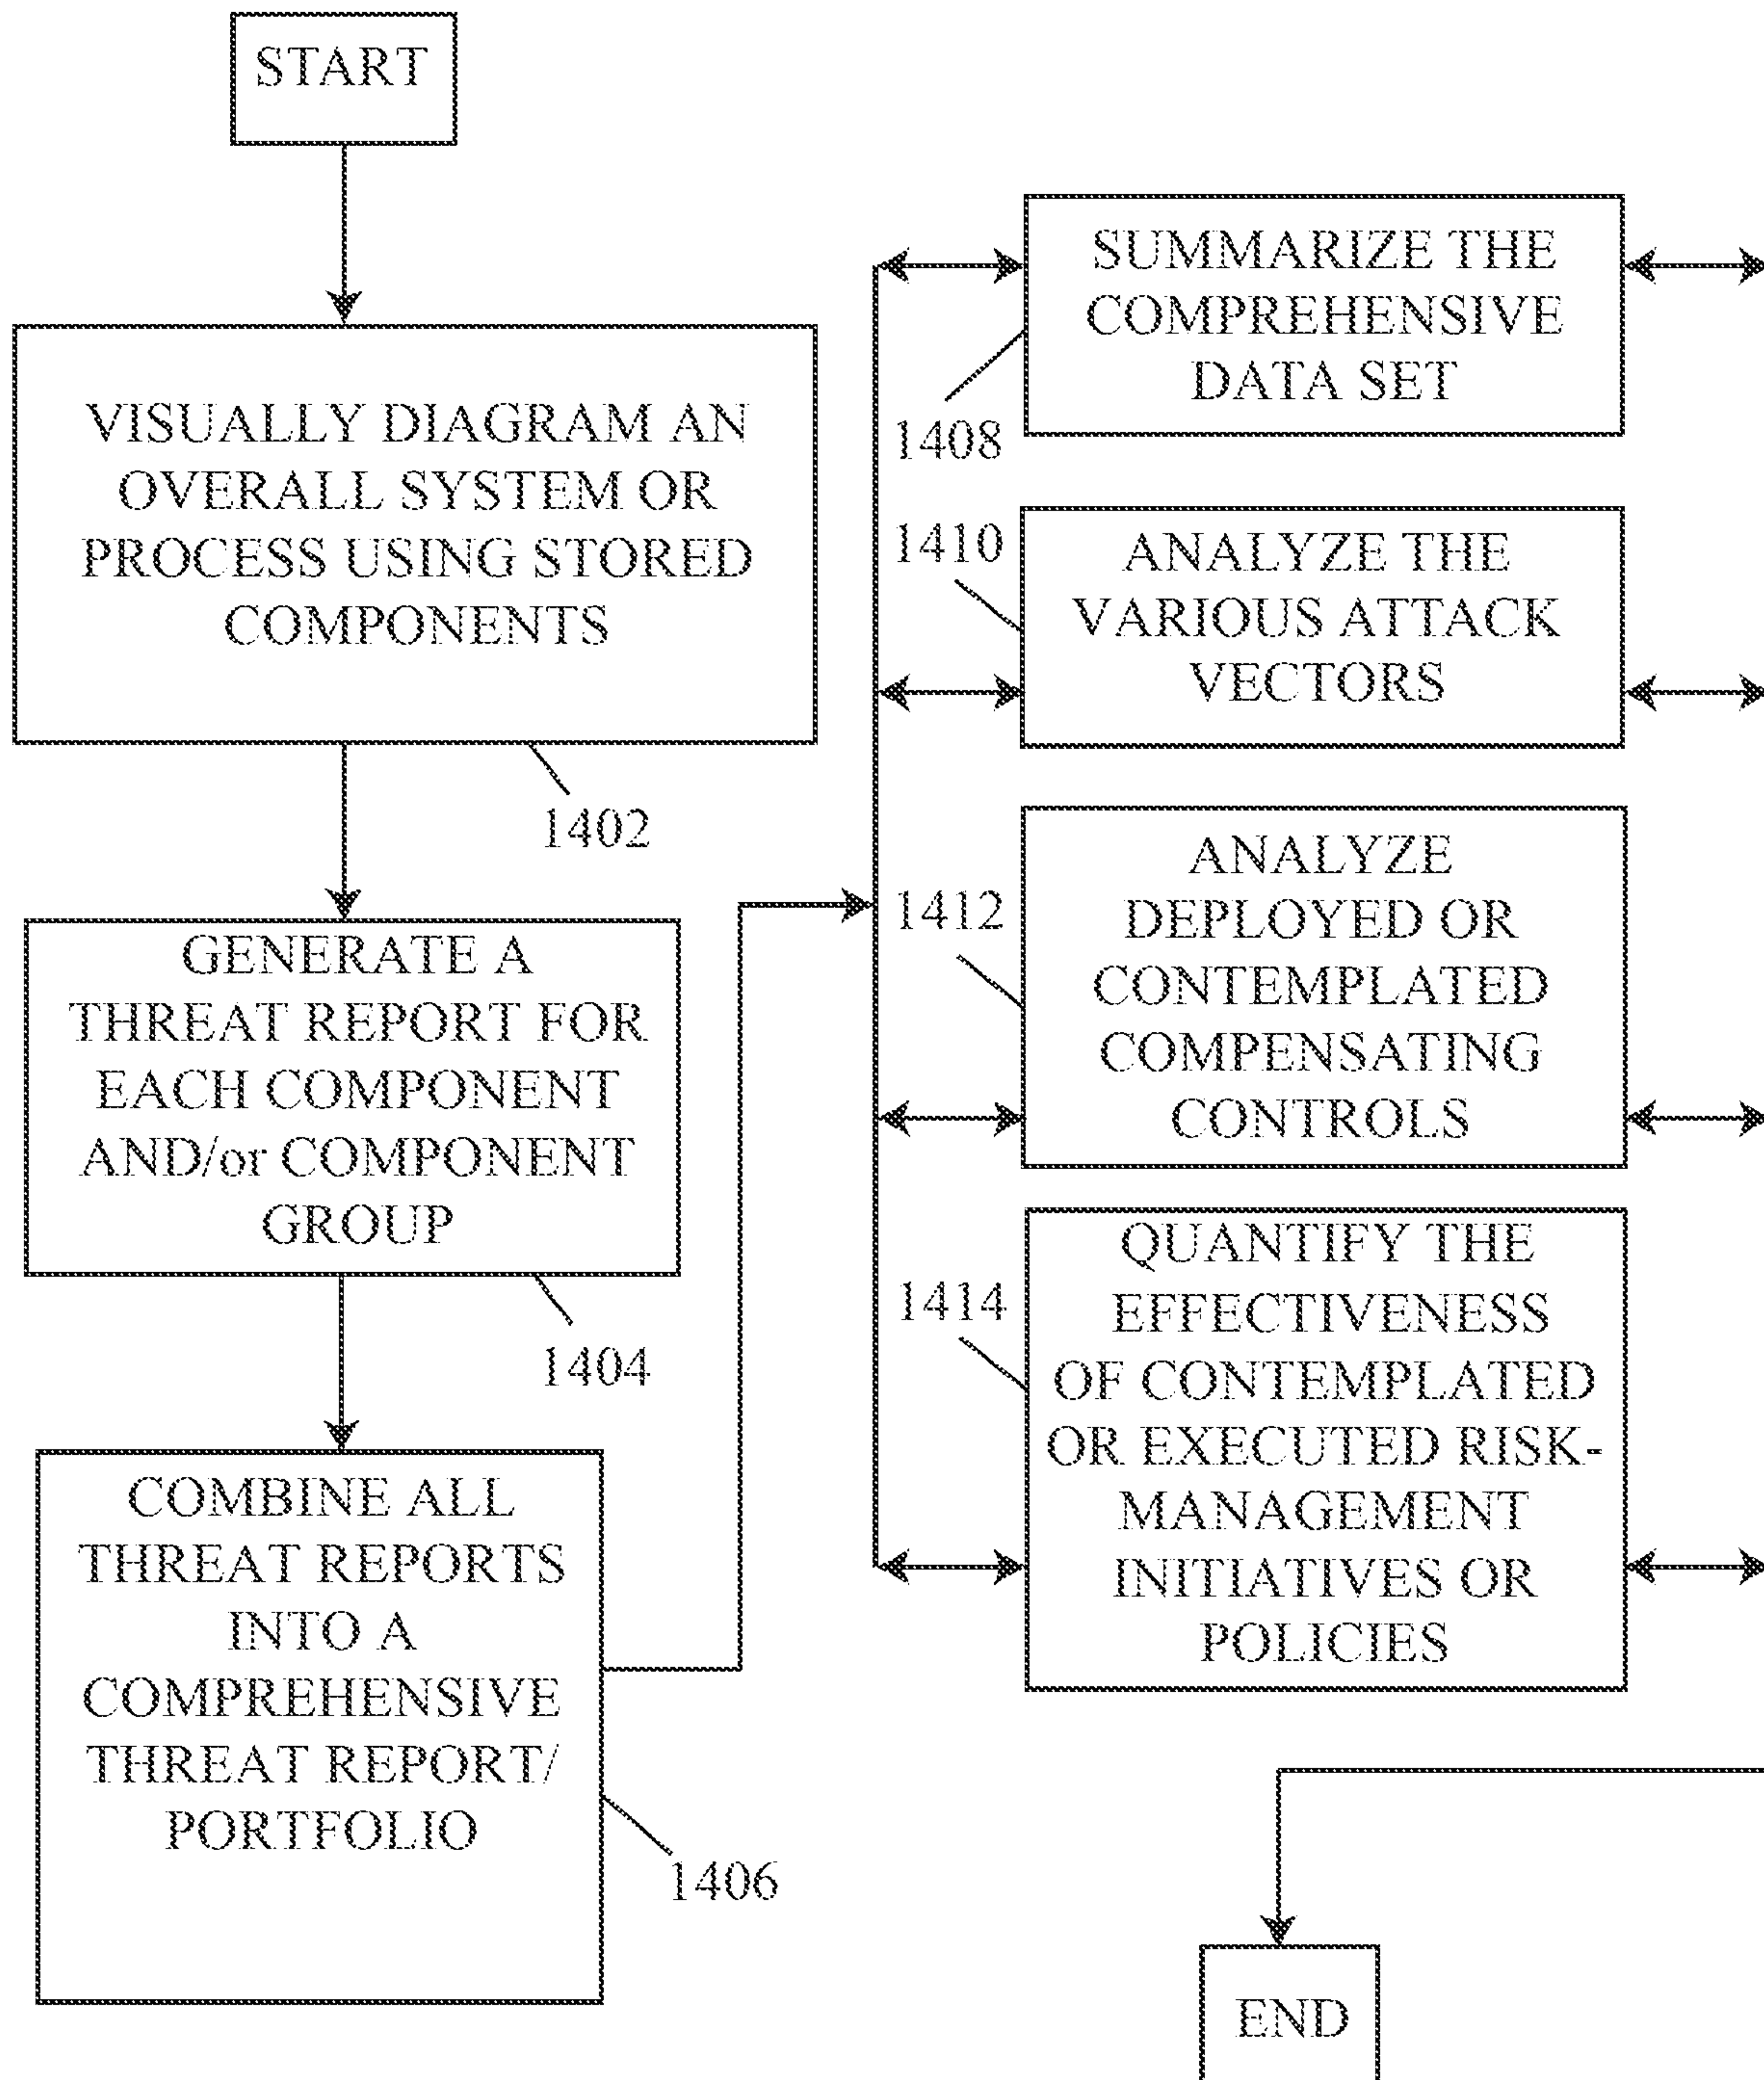 START
VISUALLY DIAGRAM AN
OVERALL SYSTEM OR
PROCESS USING STORED
COMPONENTS
1402
GENERATE A
THREAT REPORT FOR
EACH COMPONENT
AND/or COMPONENT
GROUP
1404
COMBINE ALL
THREAT REPORTS
INTO A
COMPREHENSIVE
THREAT REPORT/
PORTFOLIO
1406
SUMMARIZE THE
COMPREHENSIVE
DATA SET
1408
1410
ANALYZE THE
VARIOUS ATTACK
VECTORS
1412
ANALYZE
DEPLOYED OR
CONTEMPLATED
COMPENSATING
CONTROLS
1414
QUANTIFY THE
EFFECTIVENESS
OF CONTEMPLATED
OR EXECUTED RISK-
MANAGEMENT
INITIATIVES OR
POLICIES
END